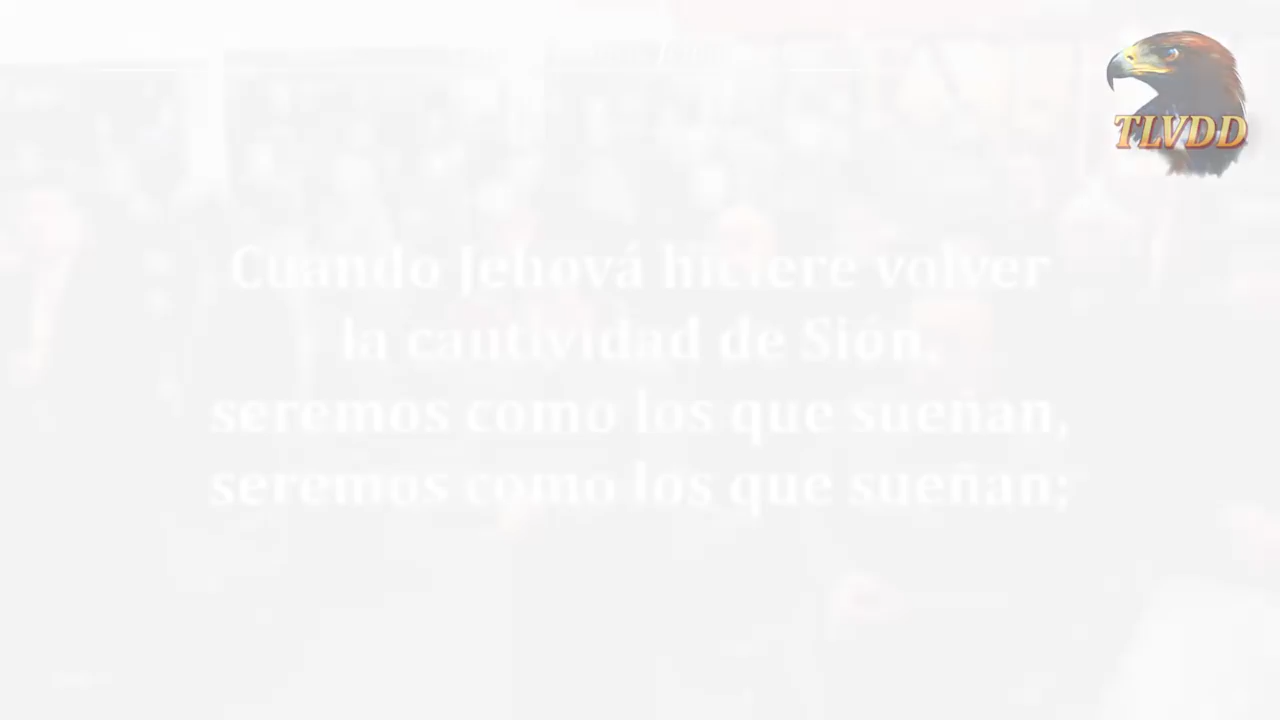 TLVDD
Cuando Jehová hiciere volver
la cautividad de Sión,
seremos como los que sueñan,
seremos como los que sueñan;